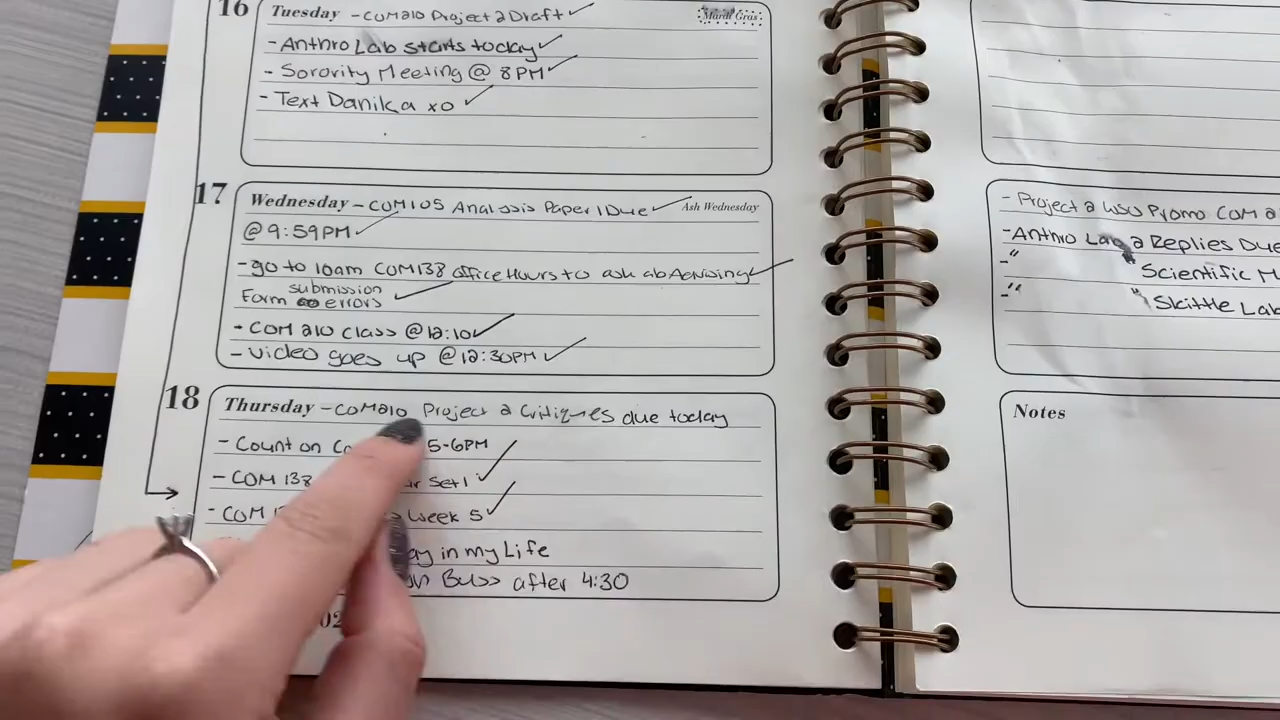 16 Tuesday - COM210 Project 2 Draft ✓ Mardi Gras
- Anthro Lab starts today ✓
- Sorority Meeting @ 8PM ✓
- Text Danika xo ✓
17 Wednesday - COM105 Analysis Paper 1 Due ✓ Ash Wednesday
@ 9:59PM ✓
- go to 10am COM138 office Hours to ask ab Advising ✓
submission
Form errors ✓
- COM 210 class @ 12:10 ✓
- video goes up @ 12:30PM ✓
18 Thursday - COM210 Project 2 Critiques due today
- Count on 5-6PM ✓
- COM 138 Set 1 ✓
- COM Week 5 ✓
in my Life
after 4:30
- Project 2 WSU Promo COM 2
- Anthro Lab 2 Replies Due
- " " Scientific
- " " Skittle Lab
Notes